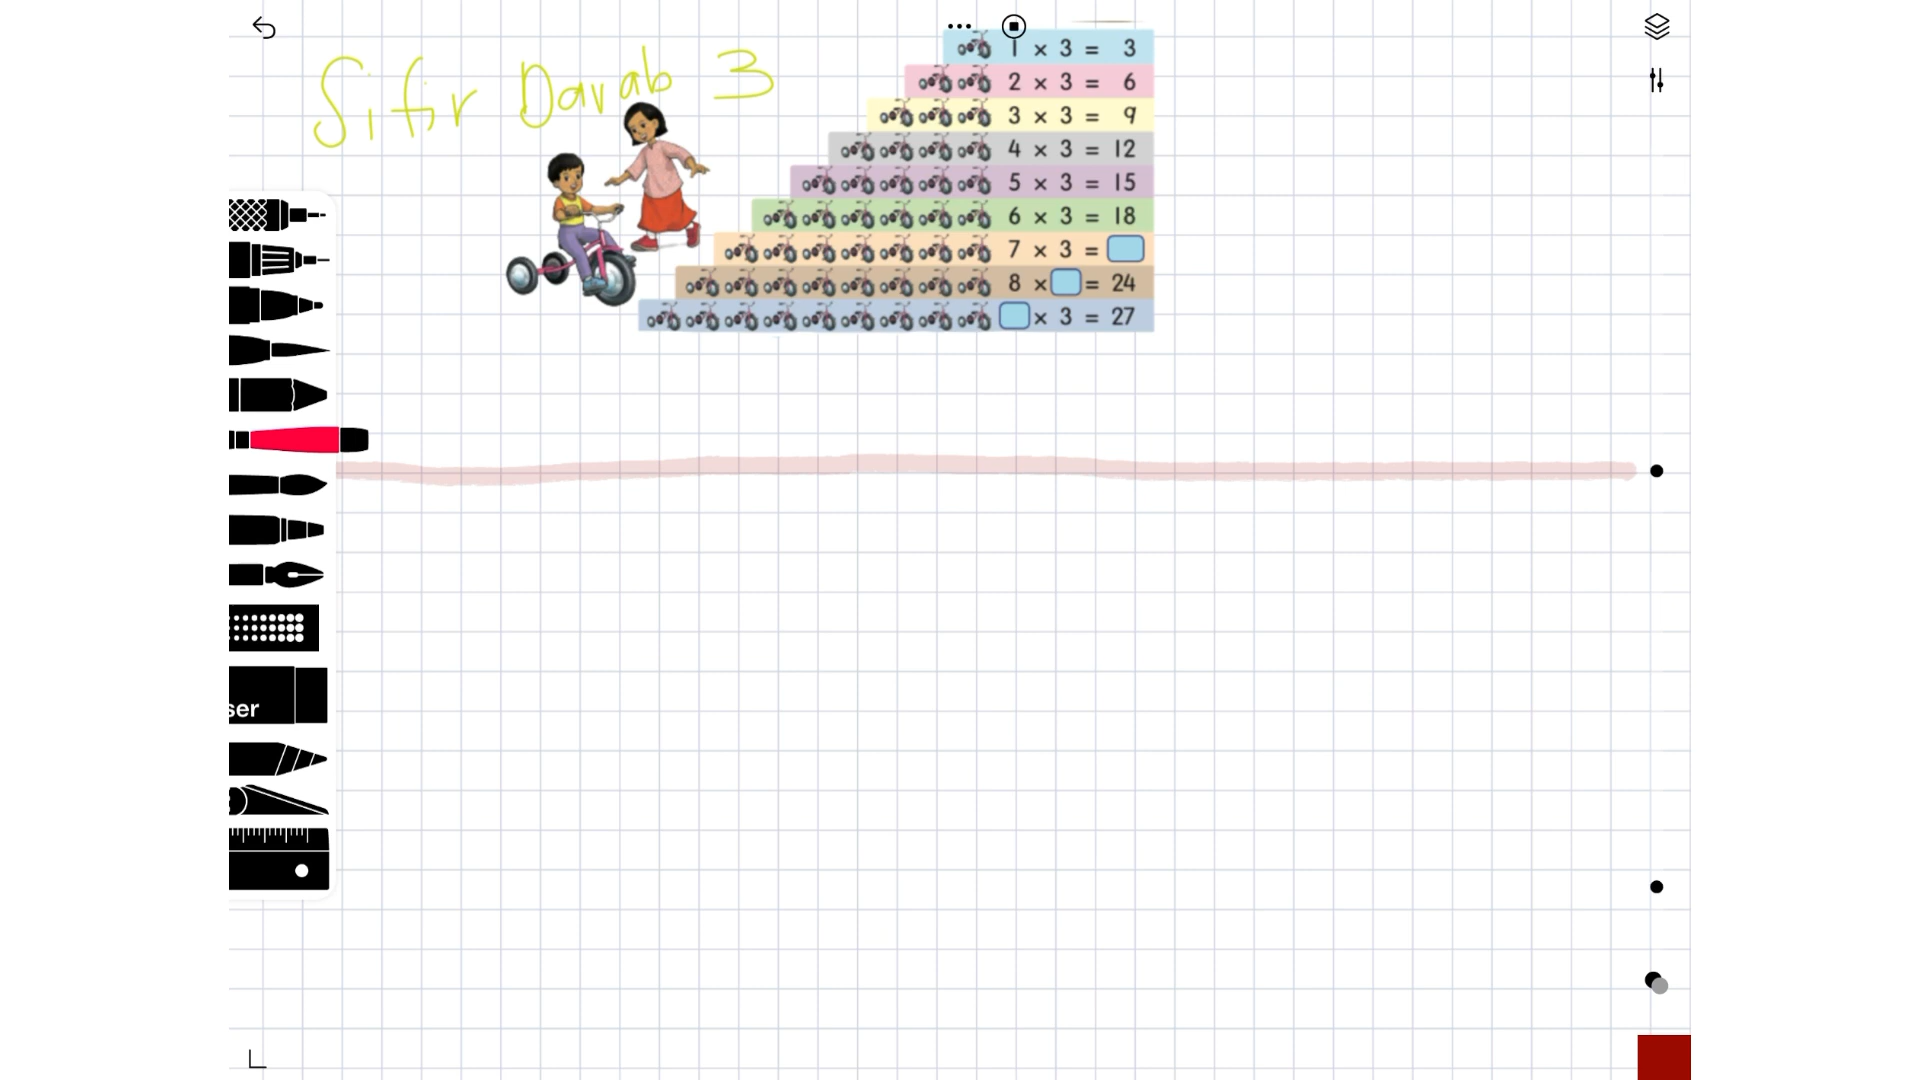 Sifir Darab 3
1 × 3 = 3
2 × 3 = 6
3 × 3 = 9
4 × 3 = 12
5 × 3 = 15
6 × 3 = 18
7 × 3 =
8 × = 24
× 3 = 27
ser